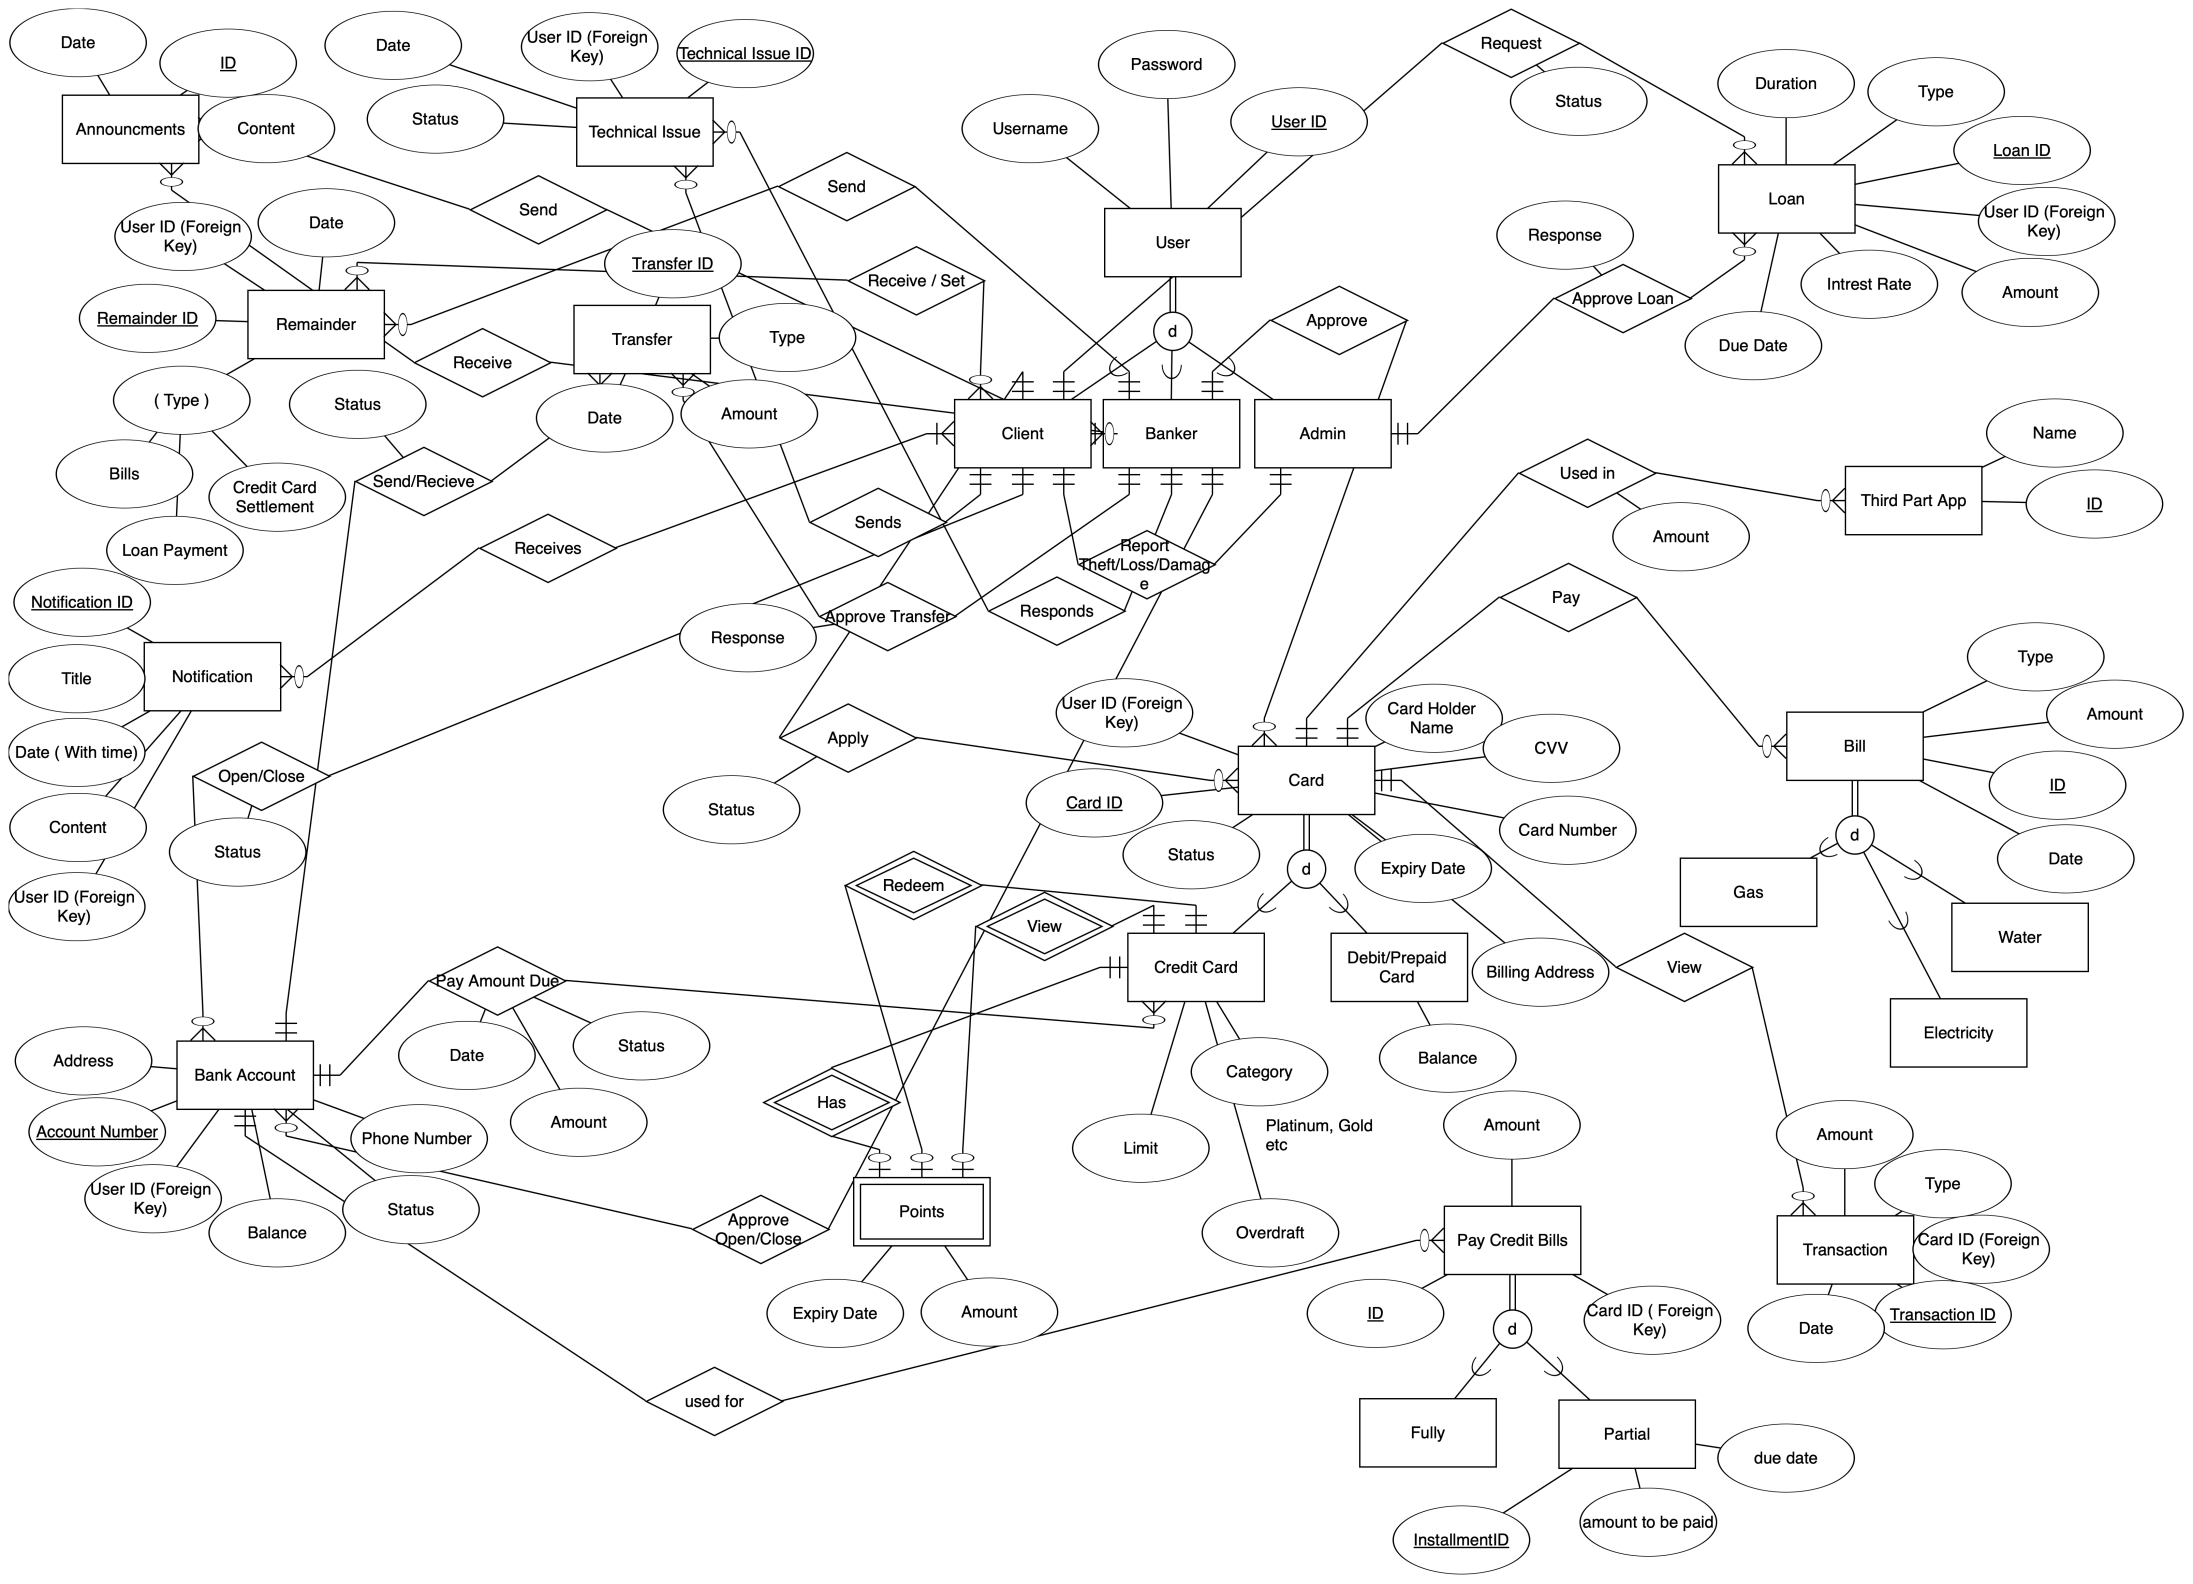 Date
ID
Announcments
Content
Date
User ID (Foreign
Key)
Technical Issue ID
Status
Technical Issue
Password
Username
User ID
Request
Status
Duration
Type
Loan ID
Loan
User ID (Foreign
Key)
Amount
Intrest Rate
Due Date
Response
Approve Loan
Send
Send
User ID (Foreign
Key)
Date
Remainder ID
Remainder
Transfer ID
Receive / Set
User
Transfer
Type
Receive
d
Approve
( Type )
Bills
Credit Card
Settlement
Loan Payment
Status
Date
Amount
Send/Recieve
Client
Banker
Admin
Used in
Amount
Name
Third Part App
ID
Sends
Receives
Report
Theft/Loss/Damag
e
Responds
Approve Transfer
Response
Pay
Notification ID
Notification
Title
Date ( With time)
Content
User ID (Foreign
Key)
Open/Close
Status
Apply
Status
User ID (Foreign
Key)
Card Holder
Name
CVV
Card ID
Card
Card Number
Status
d
Expiry Date
Billing Address
Type
Amount
Bill
ID
Date
d
Gas
Water
Electricity
Redeem
View
Credit Card
Debit/Prepaid
Card
Balance
View
Pay Amount Due
Date
Status
Amount
Address
Bank Account
Account Number
Phone Number
User ID (Foreign
Key)
Balance
Status
Has
Category
Limit
Platinum, Gold
etc
Overdraft
Approve
Open/Close
Points
Expiry Date
Amount
Amount
Pay Credit Bills
ID
Card ID ( Foreign
Key)
d
Amount
Type
Transaction
Card ID (Foreign
Key)
Transaction ID
Date
used for
Fully
Partial
due date
amount to be paid
InstallmentID